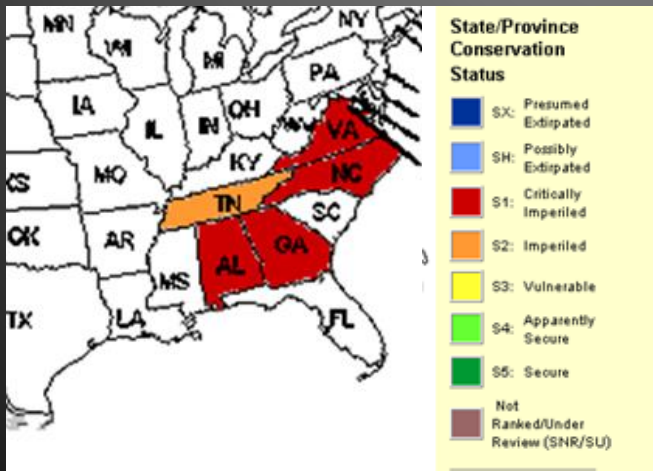 MN
WI
MI
NY
PA
IA
IL
IN
OH
WV
VA
KS
MO
KY
NC
TN
OK
AR
SC
MS
AL
GA
TX
LA
FL
State/Province
Conservation
Status
SX: Presumed
Extirpated
SH: Possibly
Extirpated
S1: Critically
Imperiled
S2: Imperiled
S3: Vulnerable
S4: Apparently
Secure
S5: Secure
Not
Ranked/Under
Review (SNR/SU)